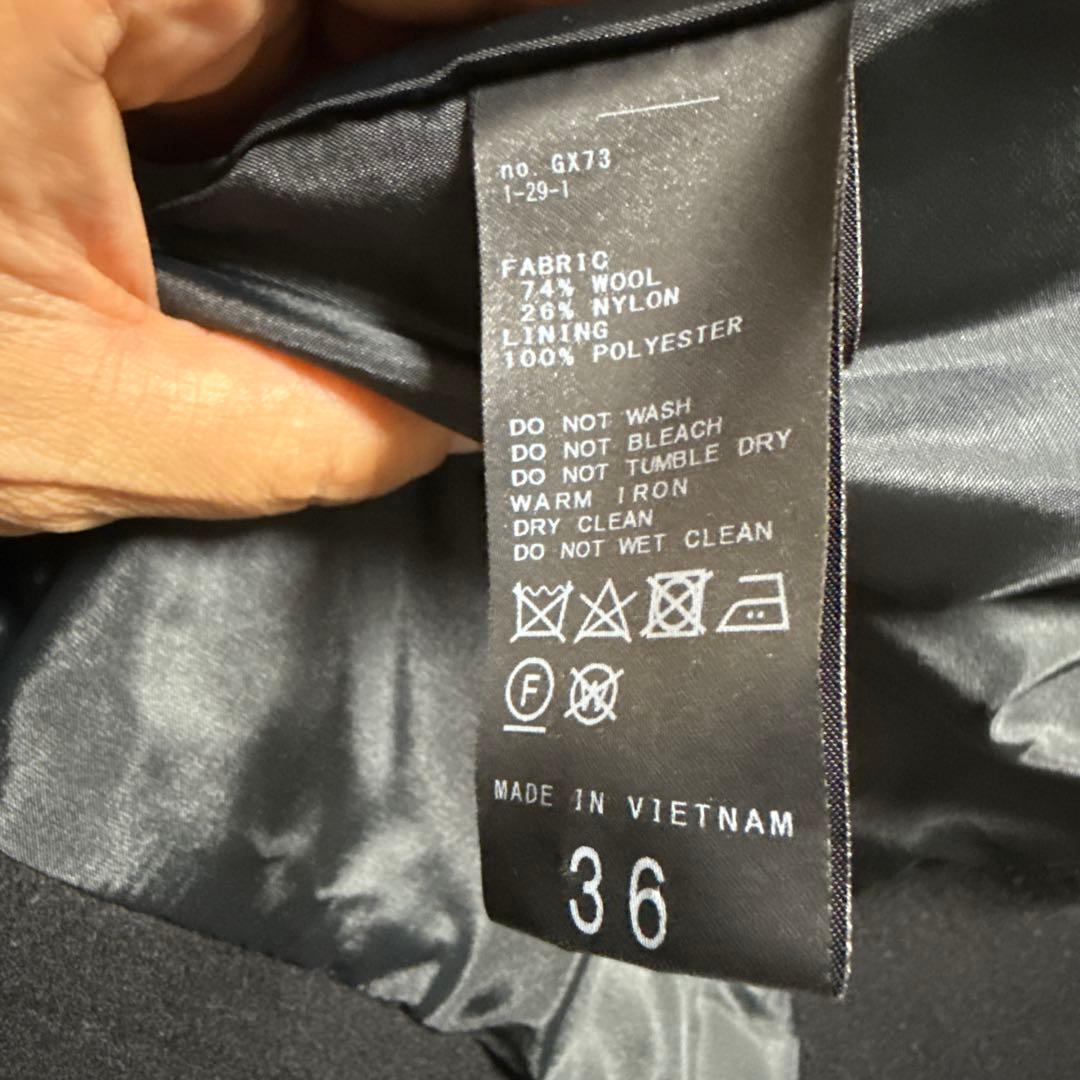 no. GX73
1-29-1
FABRIC
74% WOOL
26% NYLON
LINING
100% POLYESTER
DO NOT WASH
DO NOT BLEACH
DO NOT TUMBLE DRY
WARM IRON
DRY CLEAN
DO NOT WET CLEAN
F W
MADE IN VIETNAM
36